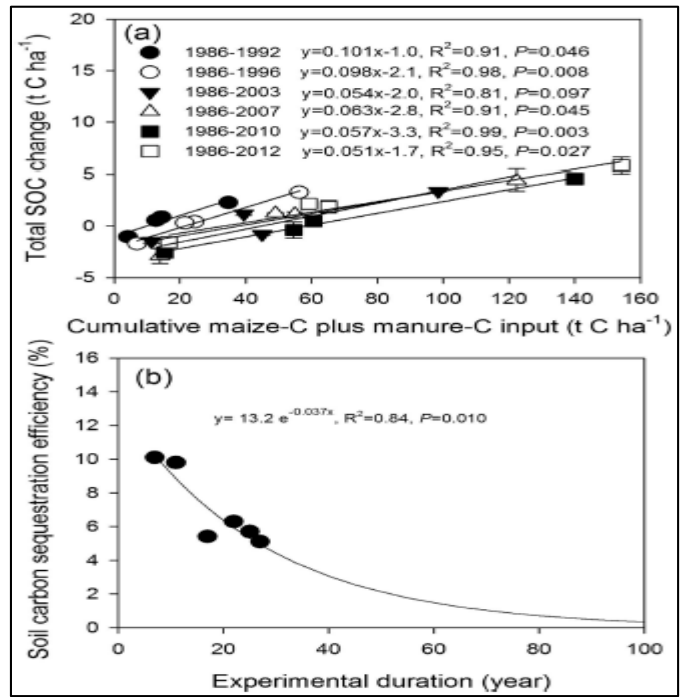 (a)
20
15
10
5
0
-5
Total SOC change (t C ha-1)
1986-1992 y=0.101x-1.0, R2=0.91, P=0.046
1986-1996 y=0.098x-2.1, R2=0.98, P=0.008
1986-2003 y=0.054x-2.0, R2=0.81, P=0.097
1986-2007 y=0.063x-2.8, R2=0.91, P=0.045
1986-2010 y=0.057x-3.3, R2=0.99, P=0.003
1986-2012 y=0.051x-1.7, R2=0.95, P=0.027
0 20 40 60 80 100 120 140 160
Cumulative maize-C plus manure-C input (t C ha-1)
(b)
16
14
12
10
8
6
4
2
0
Soil carbon sequestration efficiency (%)
y= 13.2 e-0.037x, R2=0.84, P=0.010
0 20 40 60 80 100
Experimental duration (year)